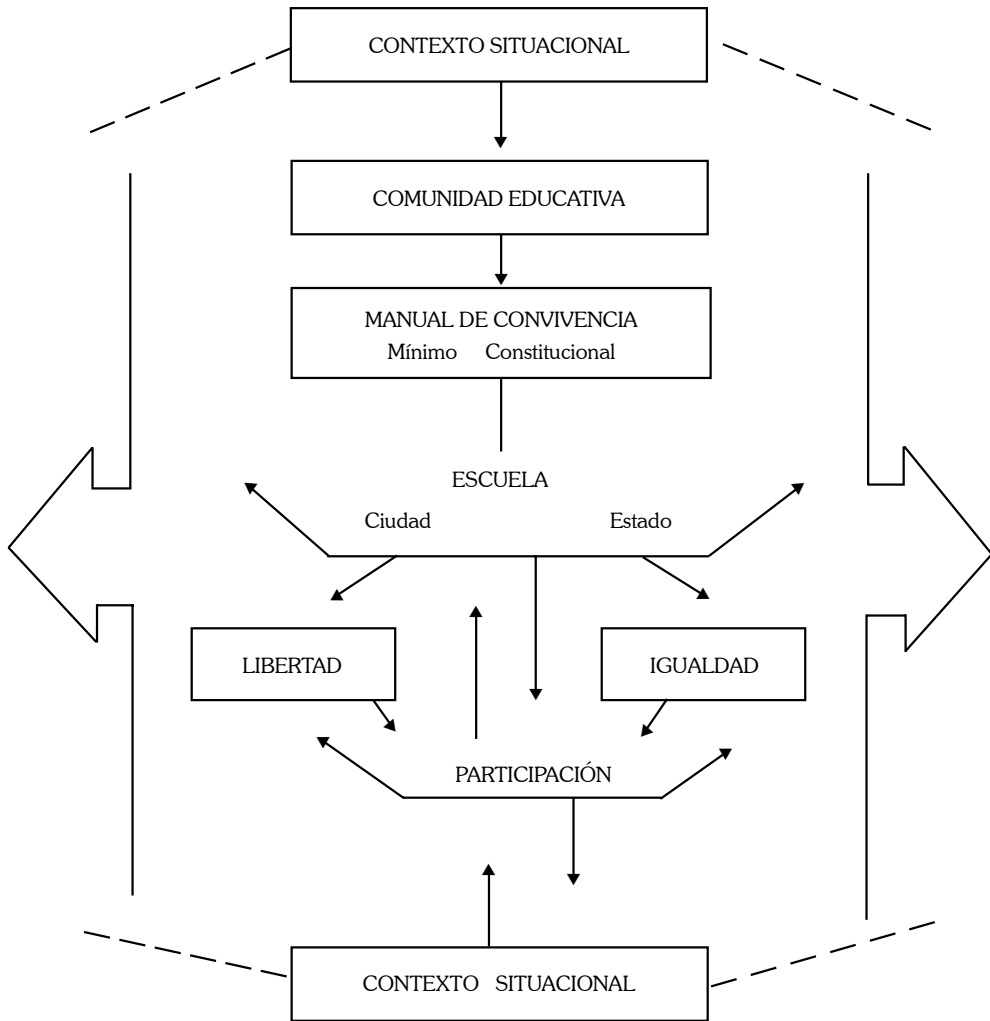 CONTEXTO SITUACIONAL
COMUNIDAD EDUCATIVA
MANUAL DE CONVIVENCIA
Mínimo Constitucional
ESCUELA
Ciudad Estado
LIBERTAD IGUALDAD
PARTICIPACIÓN
CONTEXTO SITUACIONAL